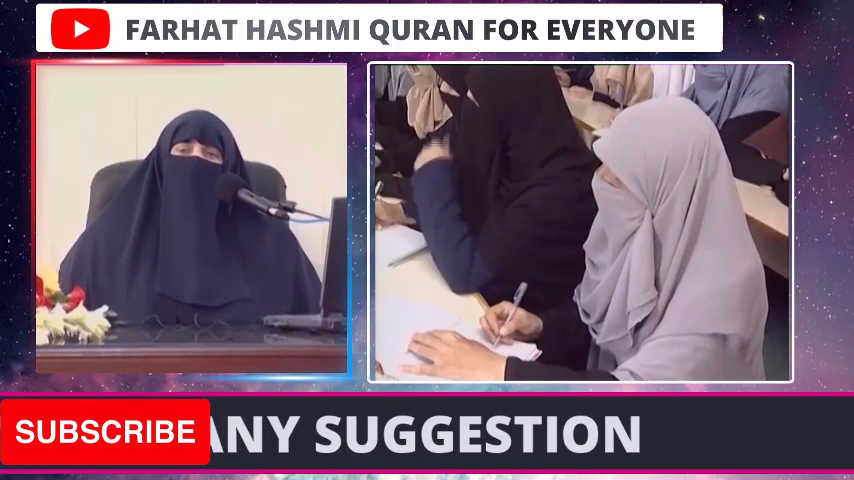 FARHAT HASHMI QURAN FOR EVERYONE
SUBSCRIBE ANY SUGGESTION